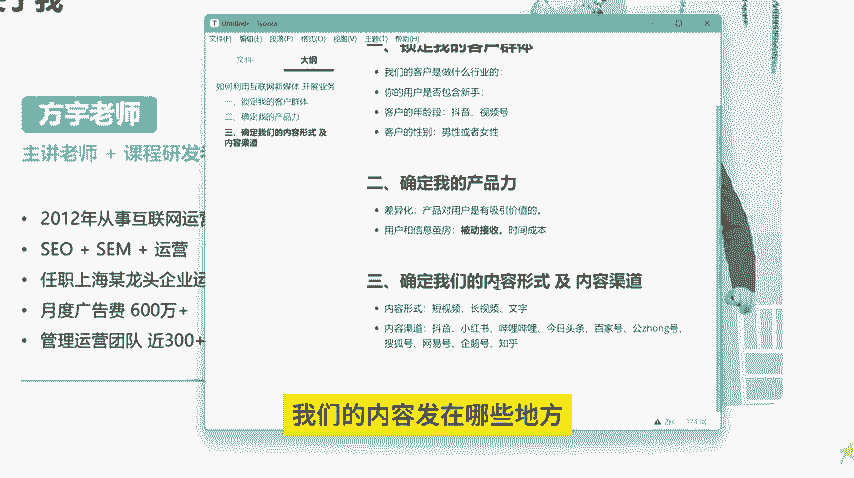 关于我
方宇老师
主讲老师 + 课程研发
• 2012年从事互联网运营
• SEO + SEM + 运营
• 任职上海某龙头企业运
• 月度广告费 600万+
• 管理运营团队 近300+
Untitled - Typora
文件(F) 编辑(E) 段落(P) 格式(O) 视图(V) 主题(T) 帮助(H)
文件 大纲
如何利用互联网新媒体 开展业务
一、锁定我的客户群体
二、确定我的产品力
三、确定我们的内容形式 及
内容渠道
一、锁定我的客户群体
• 我们的客户是做什么行业的;
• 你的用户是否包含新手;
• 客户的年龄段:抖音、视频号
• 客户的性别:男性或者女性
二、确定我的产品力
• 差异化:产品对用户是有吸引价值的。
• 用户和信息茧房:被动接收,时间成本
三、确定我们的内容形式 及 内容渠道
• 内容形式:短视频、长视频、文字
• 内容渠道:抖音、小红书、哔哩哔哩、今日头条、百家号、公zhong号、
搜狐号、网易号、企鹅号、知乎
我们的内容发在哪些地方